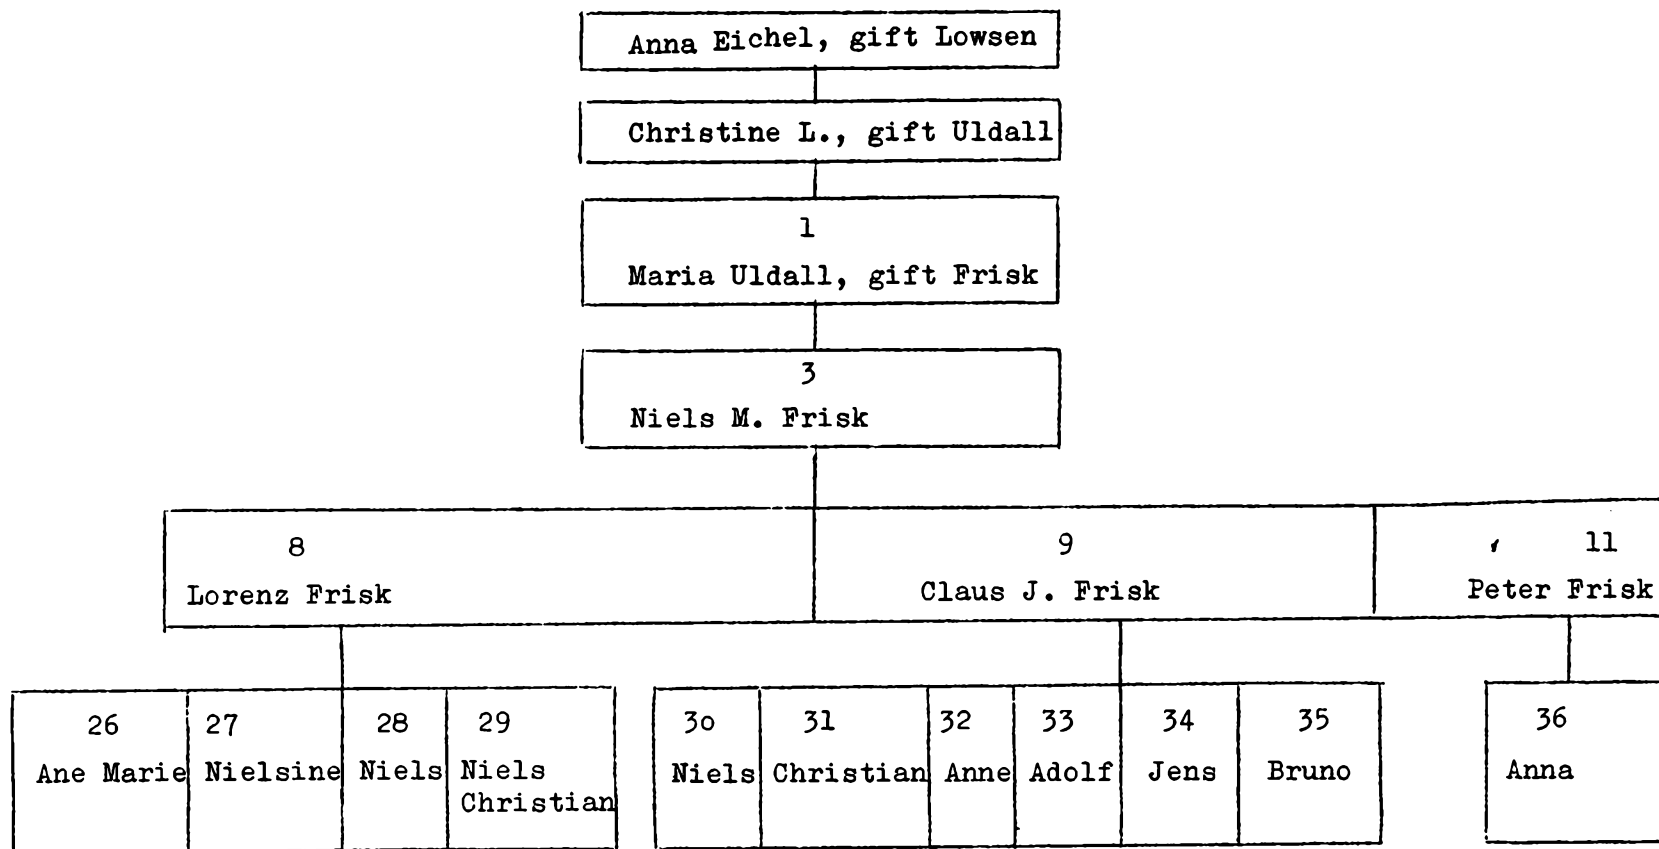 Anna Eichel, gift Lowsen
Christine L., gift Uldall
1
Maria Uldall, gift Frisk
3
Niels M. Frisk
8 9 11
Lorenz Frisk Claus J. Frisk Peter Frisk
26 27 28 29 30 31 32 33 34 35 36
Ane Marie Nielsine Niels Niels Niels Christian Anne Adolf Jens Bruno Anna
Christian